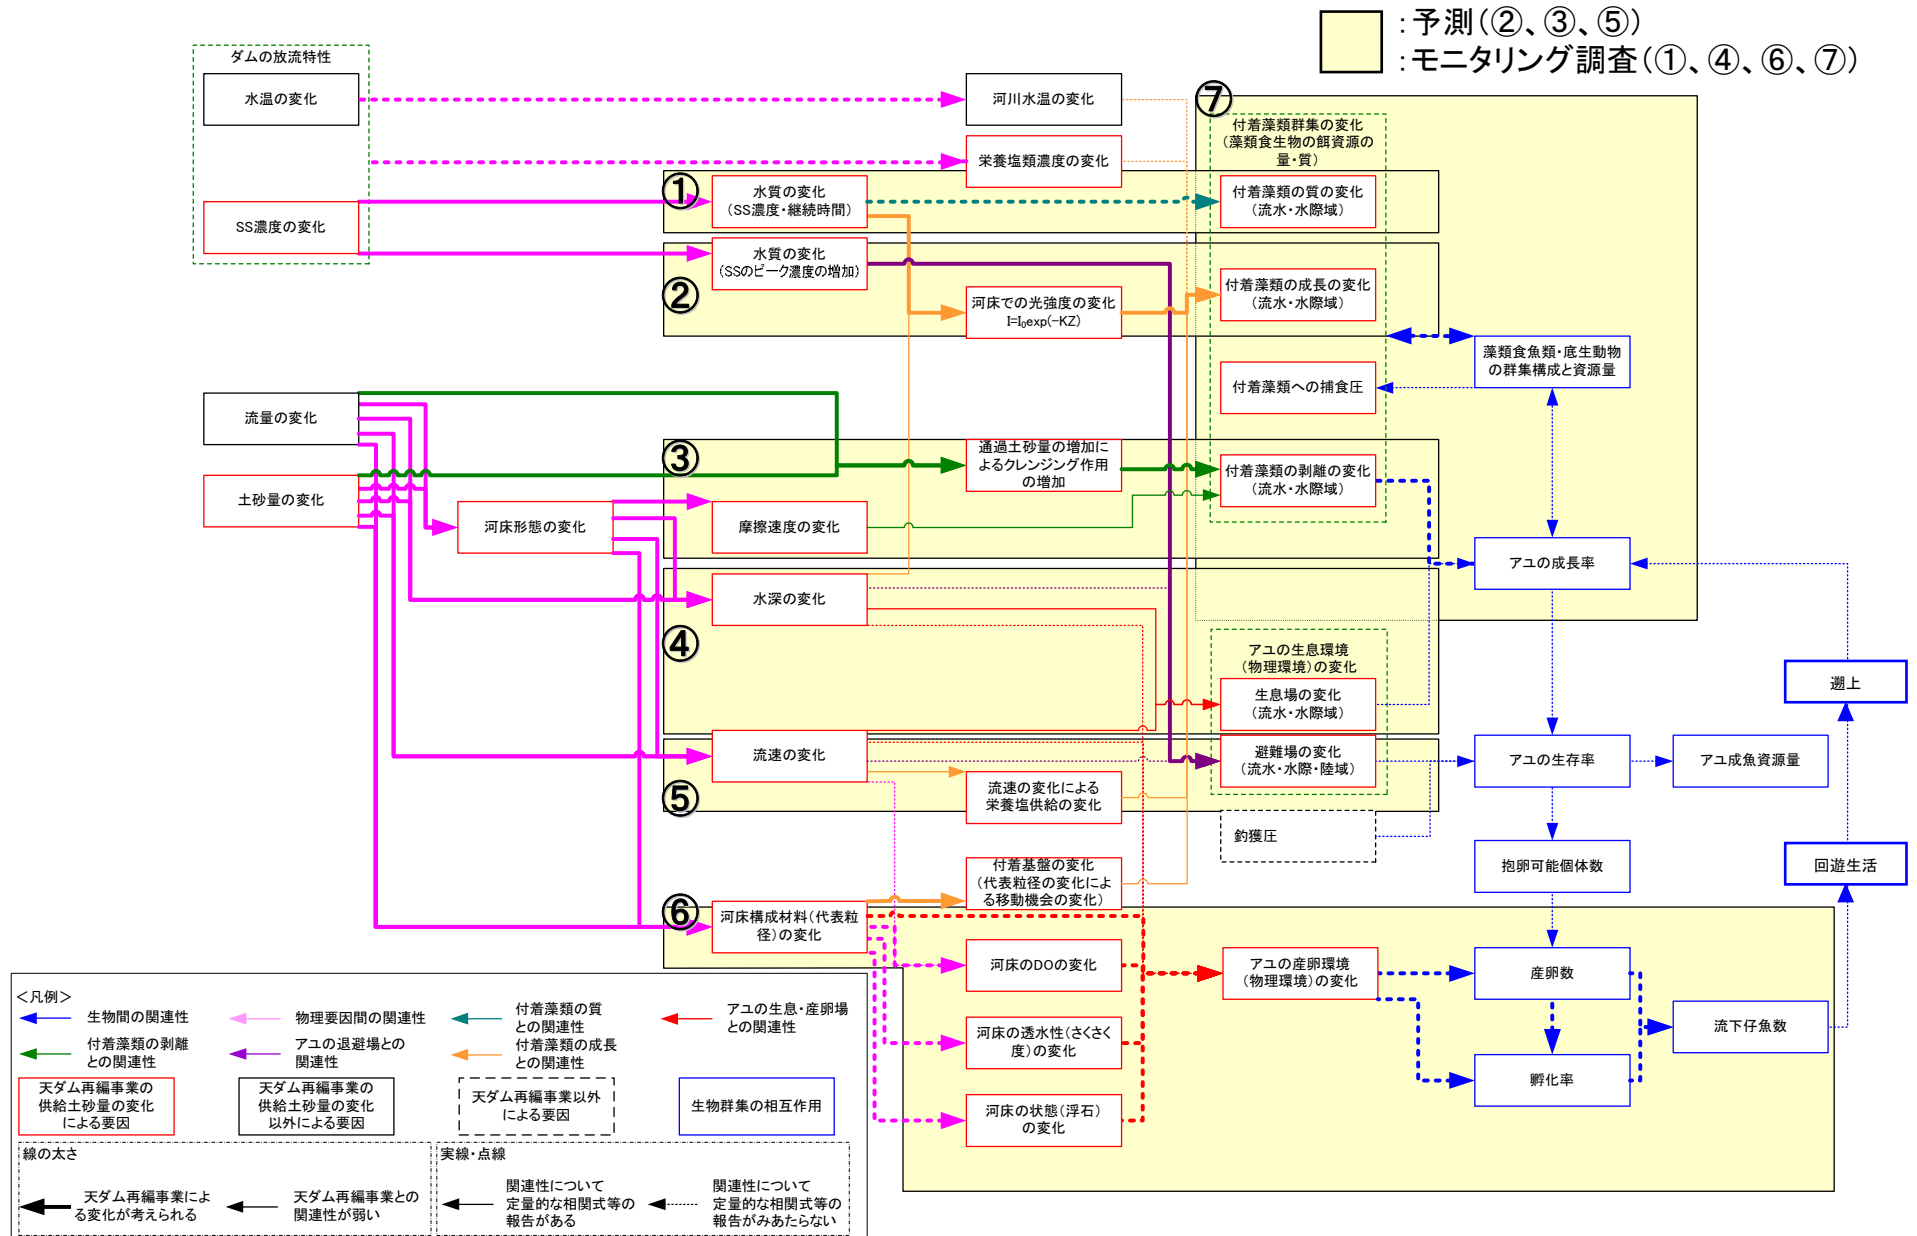 ：予測（②、③、⑤）
：モニタリング調査（①、④、⑥、⑦）
ダムの放流特性
水温の変化
SS濃度の変化
流量の変化
土砂量の変化
河床形態の変化
①
水質の変化
（SS濃度・継続時間）
②
水質の変化
（SSのピーク濃度の増加）
③
摩擦速度の変化
④
水深の変化
流速の変化
⑤
⑥
河床構成材料（代表粒
径）の変化
河川水温の変化
栄養塩類濃度の変化
河床での光強度の変化
I=I₀exp(-KZ)
通過土砂量の増加に
よるクレンジング作用
の増加
流速の変化による
栄養塩供給の変化
付着基盤の変化
（代表粒径の変化によ
る移動機会の変化）
河床のDOの変化
河床の透水性（さくさく
度）の変化
河床の状態（浮石）
の変化
⑦
付着藻類群集の変化
（藻類食生物の餌資源の
量・質）
付着藻類の質の変化
（流水・水際域）
付着藻類の成長の変化
（流水・水際域）
付着藻類への捕食圧
付着藻類の剥離の変化
（流水・水際域）
アユの生息環境
（物理環境）の変化
生息場の変化
（流水・水際域）
避難場の変化
（流水・水際・陸域）
釣獲圧
アユの産卵環境
（物理環境）の変化
藻類食魚類・底生動物
の群集構成と資源量
アユの成長率
アユの生存率
アユ成魚資源量
抱卵可能個体数
産卵数
孵化率
流下仔魚数
遡上
回遊生活
＜凡例＞
生物間の関連性
物理要因間の関連性
付着藻類の質
との関連性
アユの生息・産卵場
との関連性
付着藻類の剥離
との関連性
アユの退避場との
関連性
付着藻類の成長
との関連性
天ダム再編事業の
供給土砂量の変化
による要因
天ダム再編事業の
供給土砂量の変化
以外による要因
天ダム再編事業以外
による要因
生物群集の相互作用
線の太さ
天ダム再編事業によ
る変化が考えられる
天ダム再編事業との
関連性が弱い
実線・点線
関連性について
定量的な相関式等の
報告がある
関連性について
定量的な相関式等の
報告がみあたらない